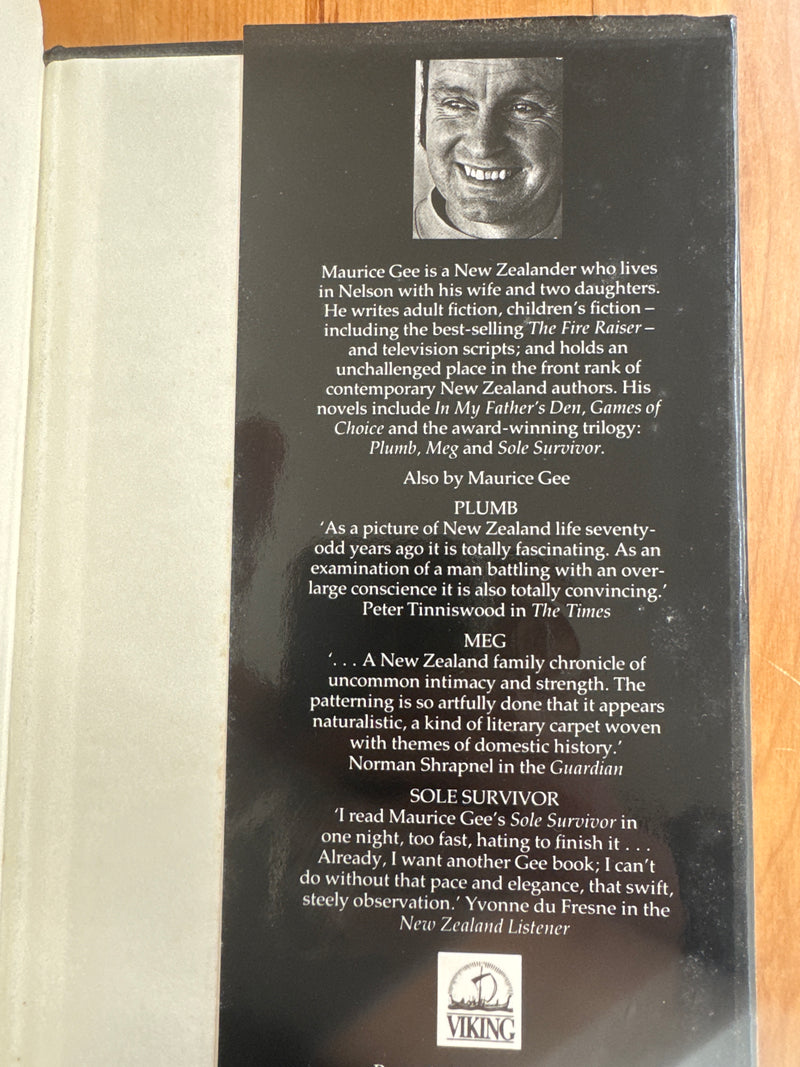 Maurice Gee is a New Zealander who lives
in Nelson with his wife and two daughters.
He writes adult fiction, children's fiction –
including the best-selling The Fire Raiser –
and television scripts; and holds an
unchallenged place in the front rank of
contemporary New Zealand authors. His
novels include In My Father's Den, Games of
Choice and the award-winning trilogy:
Plumb, Meg and Sole Survivor.
Also by Maurice Gee
PLUMB
'As a picture of New Zealand life seventy-
odd years ago it is totally fascinating. As an
examination of a man battling with an over-
large conscience it is also totally convincing.'
Peter Tinniswood in The Times
MEG
'. . . A New Zealand family chronicle of
uncommon intimacy and strength. The
patterning is so artfully done that it appears
naturalistic, a kind of literary carpet woven
with themes of domestic history.'
Norman Shrapnel in the Guardian
SOLE SURVIVOR
'I read Maurice Gee's Sole Survivor in
one night, too fast, hating to finish it . . .
Already, I want another Gee book; I can't
do without that pace and elegance, that swift,
steely observation.' Yvonne du Fresne in the
New Zealand Listener
VIKING